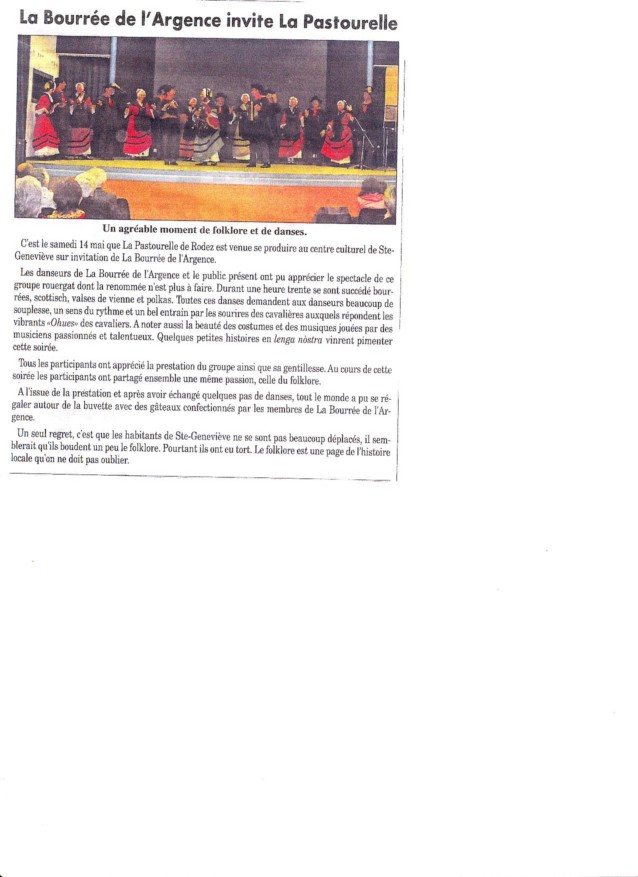 La Bourrée de l'Argence invite La Pastourelle
Un agréable moment de folklore et de danses.
C'est le samedi 14 mai que La Pastourelle de Rodez est venue se produire au centre culturel de Ste-
Geneviève sur invitation de La Bourrée de l'Argence.
Les danseurs de La Bourrée de l'Argence et le public présent ont pu apprécier le spectacle de ce
groupe rouergat dont la renommée n'est plus à faire. Durant une heure trente se sont succédé bour-
rées, scottisch, valses de vienne et polkas. Toutes ces danses demandent aux danseurs beaucoup de
souplesse, un sens du rythme et un bel entrain par les sourires des cavalières auxquels répondent les
vibrants «Ohues» des cavaliers. A noter aussi la beauté des costumes et des musiques jouées par des
musiciens passionnés et talentueux. Quelques petites histoires en lenga nòstra vinrent pimenter
cette soirée.
Tous les participants ont apprécié la prestation du groupe ainsi que sa gentillesse. Au cours de cette
soirée les participants ont partagé ensemble une même passion, celle du folklore.
A l'issue de la prestation et après avoir échangé quelques pas de danses, tout le monde a pu se ré-
galer autour de la buvette avec des gâteaux confectionnés par les membres de La Bourrée de l'Ar-
gence.
Un seul regret, c'est que les habitants de Ste-Geneviève ne se sont pas beaucoup déplacés, il sem-
blerait qu'ils boudent un peu le folklore. Pourtant ils ont eu tort. Le folklore est une page de l'histoire
locale qu'on ne doit pas oublier.